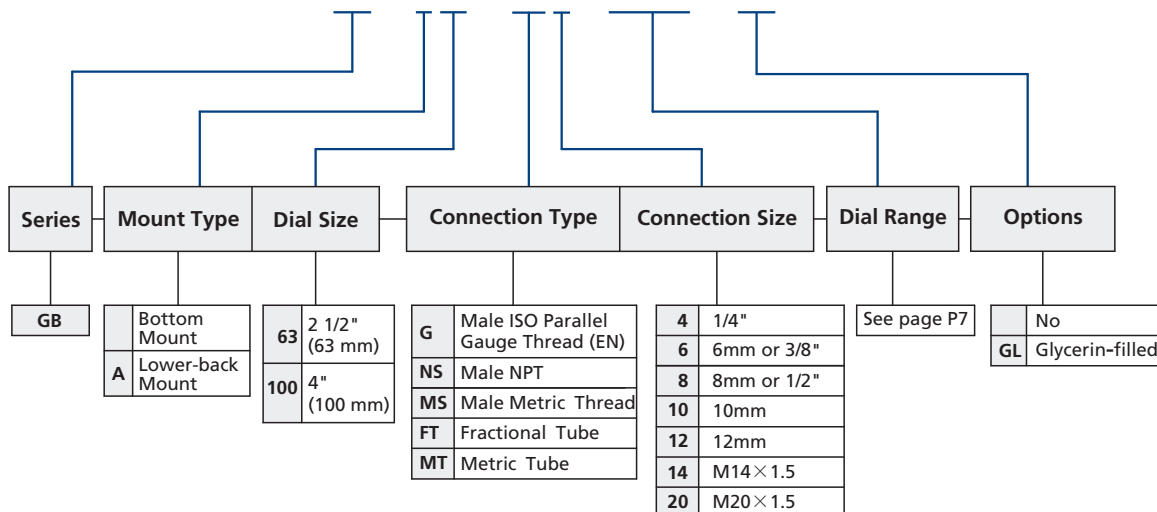 Series
Mount Type
Dial Size
Connection Type
Connection Size
Dial Range
Options
GB
Bottom
Mount
A Lower-back
Mount
63 2 1/2"
(63 mm)
100 4"
(100 mm)
G Male ISO Parallel
Gauge Thread (EN)
NS Male NPT
MS Male Metric Thread
FT Fractional Tube
MT Metric Tube
4 1/4"
6 6mm or 3/8"
8 8mm or 1/2"
10 10mm
12 12mm
14 M14×1.5
20 M20×1.5
See page P7
No
GL Glycerin-filled